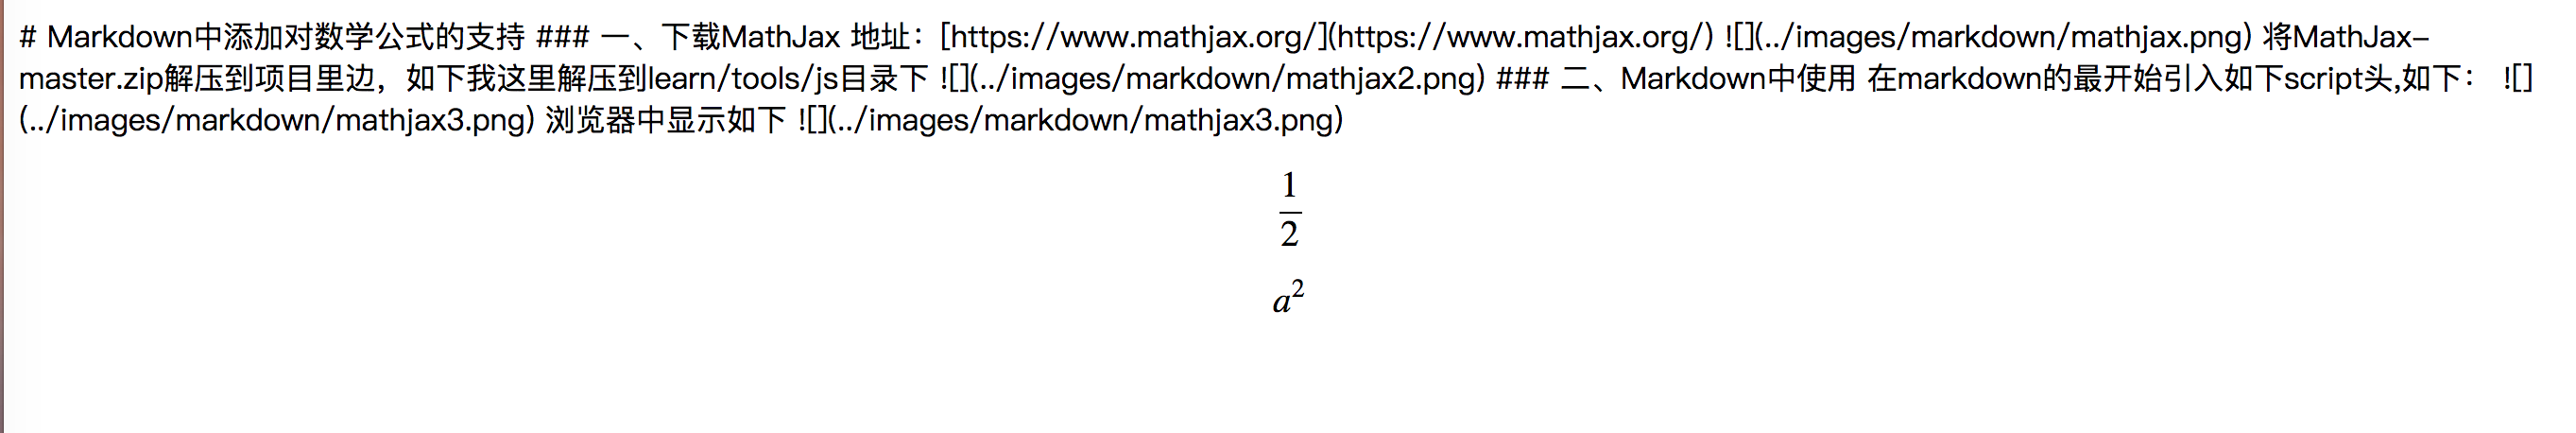 # Markdown中添加对数学公式的支持 ### 一、下载MathJax 地址：[https://www.mathjax.org/](https://www.mathjax.org/) ![](../images/markdown/mathjax.png) 将MathJax-
master.zip解压到项目里边，如下我这里解压到learn/tools/js目录下 ![](../images/markdown/mathjax2.png) ### 二、Markdown中使用 在markdown的最开始引入如下script头,如下： ![]
(../images/markdown/mathjax3.png) 浏览器中显示如下 ![](../images/markdown/mathjax3.png)
1
2
a²